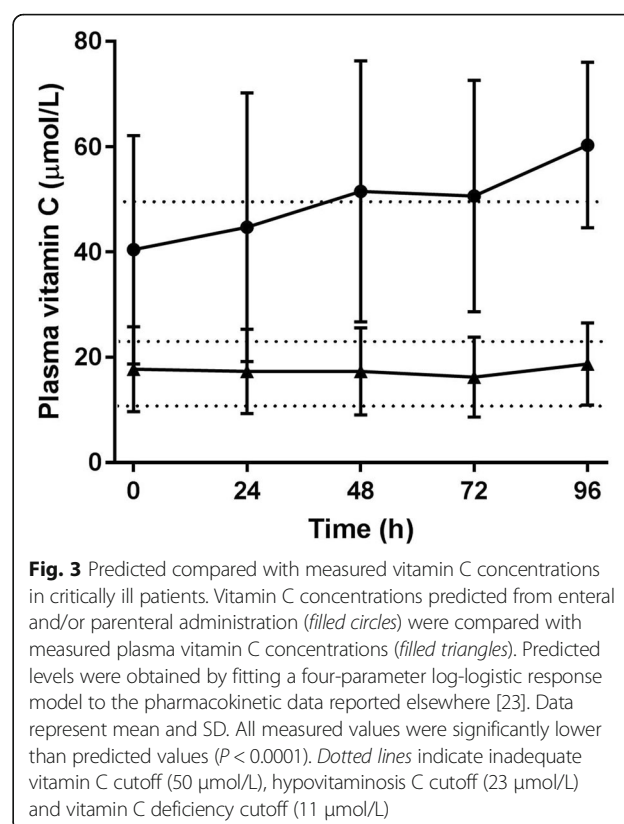 80
60
40
20
0
Plasma vitamin C (µmol/L)
0 24 48 72 96
Time (h)
Fig. 3 Predicted compared with measured vitamin C concentrations
in critically ill patients. Vitamin C concentrations predicted from enteral
and/or parenteral administration (filled circles) were compared with
measured plasma vitamin C concentrations (filled triangles). Predicted
levels were obtained by fitting a four-parameter log-logistic response
model to the pharmacokinetic data reported elsewhere [23]. Data
represent mean and SD. All measured values were significantly lower
than predicted values (P < 0.0001). Dotted lines indicate inadequate
vitamin C cutoff (50 µmol/L), hypovitaminosis C cutoff (23 µmol/L)
and vitamin C deficiency cutoff (11 µmol/L)